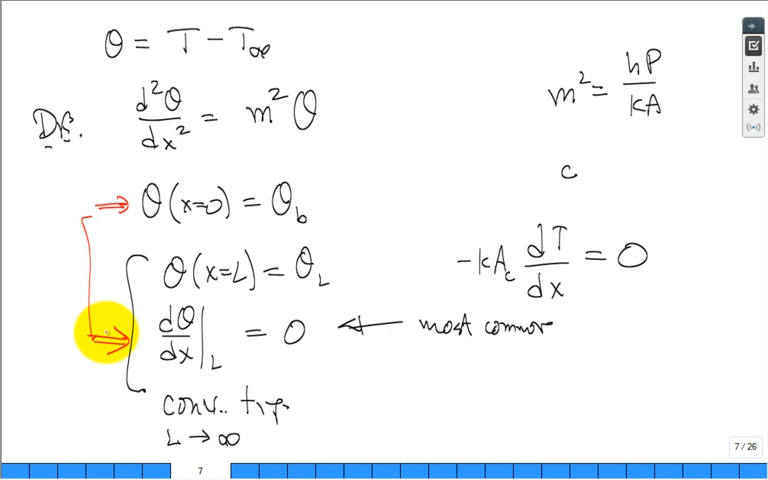 θ = T - T∞
D.E. d²θ/dx² = m²θ
m² = hP/kA
c
θ(x=0) = θb
θ(x=L) = θL
-kAc dT/dx = 0
dθ/dx|L = 0 ← most common
conv. tip
L → ∞
7 / 26
7